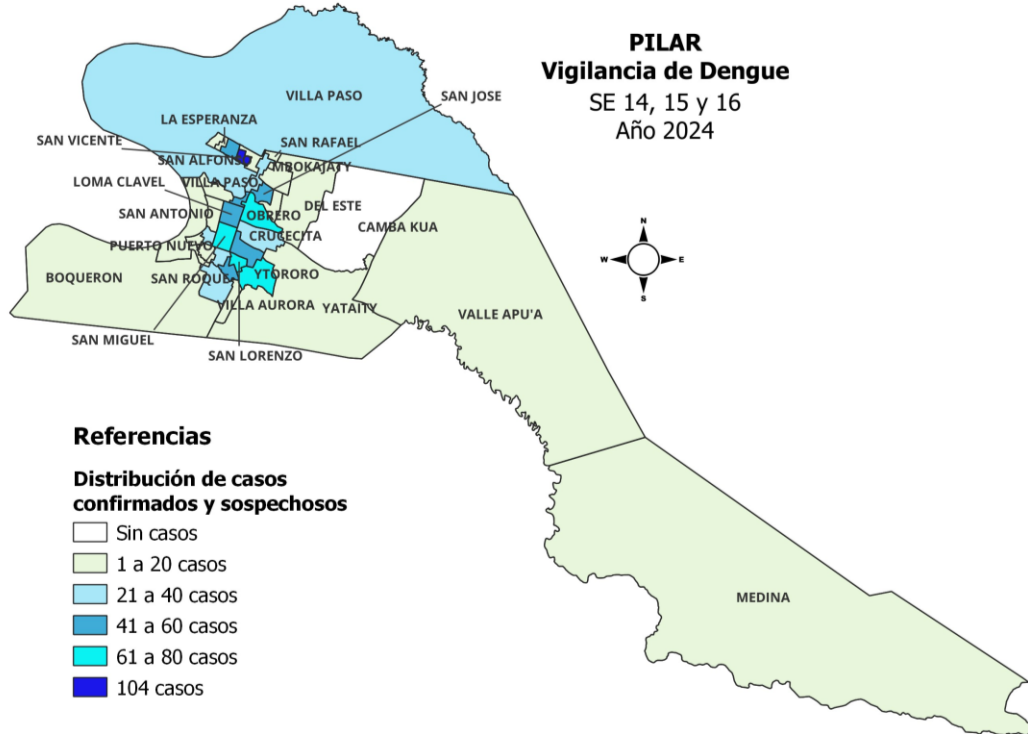 PILAR
Vigilancia de Dengue
SE 14, 15 y 16
Año 2024
VILLA PASO
SAN JOSE
LA ESPERANZA
SAN VICENTE
SAN RAFAEL
SAN ALFONS
MBOKAJATY
LOMA CLAVEL
VILLA PASO
SAN ANTONIO
OBRERO
DEL ESTE
CRUCECITA
CAMBA KUA
PUERTO NUEVO
BOQUERON
SAN ROQUE
YTORORO
VILLA AURORA
YATAITY
VALLE APU'A
SAN MIGUEL
SAN LORENZO
MEDINA
N
W
E
S
Referencias
Distribución de casos
confirmados y sospechosos
Sin casos
1 a 20 casos
21 a 40 casos
41 a 60 casos
61 a 80 casos
104 casos